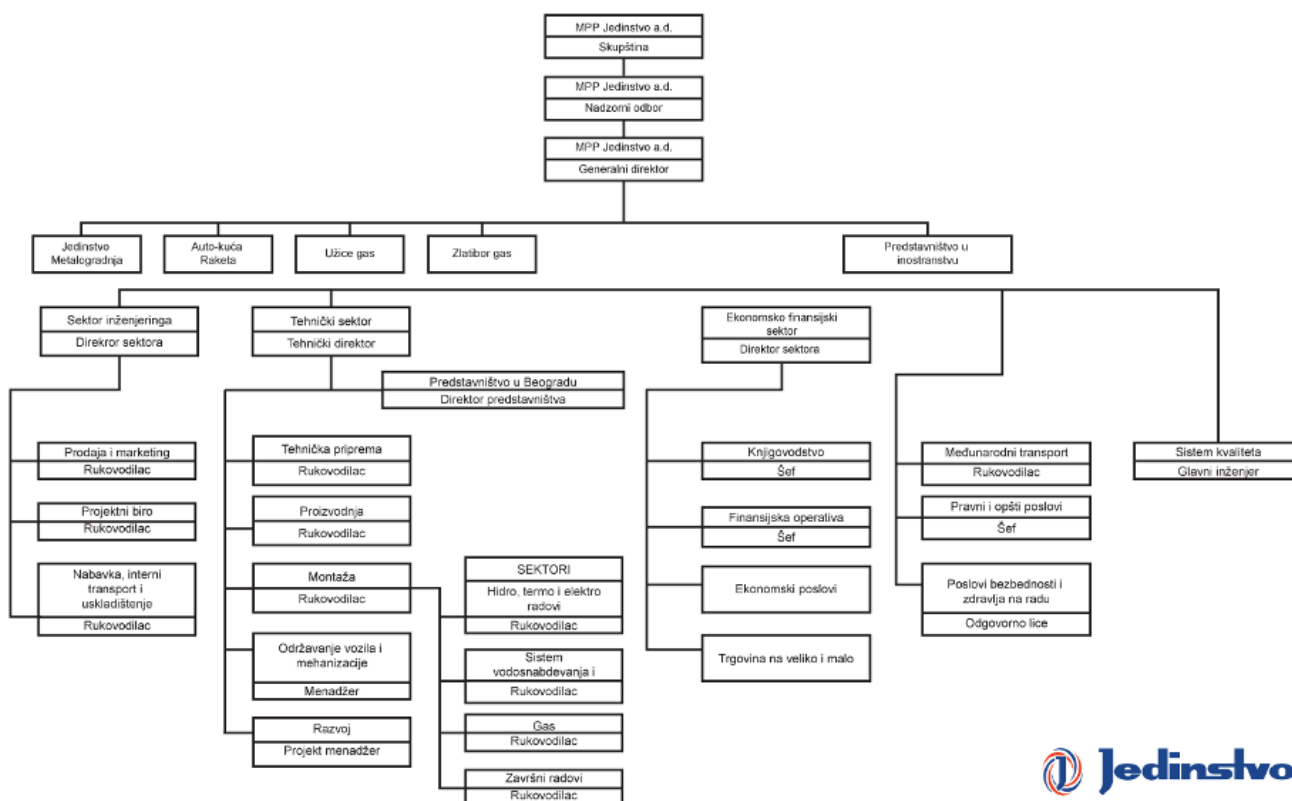 MPP Jedinstvo a.d.
Skupština
MPP Jedinstvo a.d.
Nadzorni odbor
MPP Jedinstvo a.d.
Generalni direktor
Jedinstvo
Metalogradnja
Auto-kuća
Raketa
Užice gas
Zlatibor gas
Predstavništvo u
inostranstvu
Sektor inženjeringa
Direkror sektora
Tehnički sektor
Tehnički direktor
Ekonomsko finansijski
sektor
Direktor sektora
Predstavništvo u Beogradu
Direktor predstavništva
Prodaja i marketing
Rukovodilac
Projektni biro
Rukovodilac
Nabavka, interni
transport i
uskladištenje
Rukovodilac
Tehnička priprema
Rukovodilac
Proizvodnja
Rukovodilac
Montaža
Rukovodilac
Održavanje vozila i
mehanizacije
Menadžer
Razvoj
Projekt menadžer
SEKTORI
Hidro, termo i elektro
radovi
Rukovodilac
Sistem
vodosnabdevanja i
Rukovodilac
Gas
Rukovodilac
Završni radovi
Rukovodilac
Knjigovodstvo
Šef
Finansijska operativa
Šef
Ekonomski poslovi
Trgovina na veliko i malo
Međunarodni transport
Rukovodilac
Pravni i opšti poslovi
Šef
Poslovi bezbednosti i
zdravlja na radu
Odgovorno lice
Sistem kvaliteta
Glavni inženjer
Jedinstvo